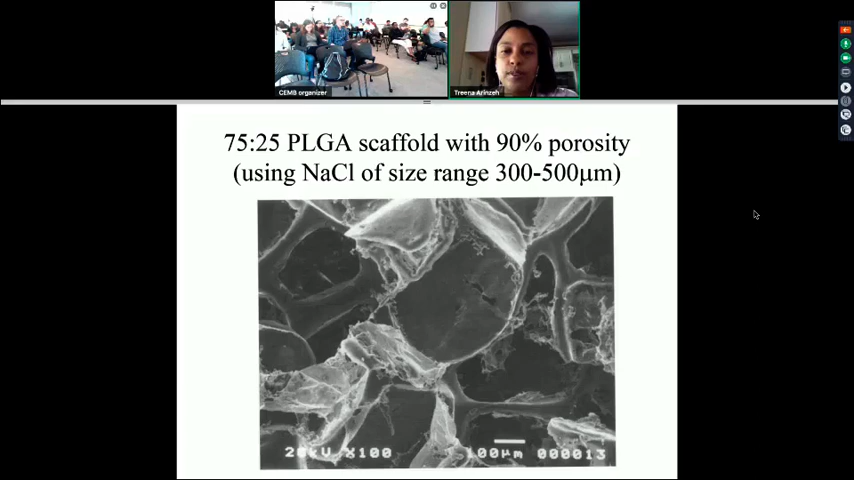 CEMB organizer
Treena Arinzeh
75:25 PLGA scaffold with 90% porosity
(using NaCl of size range 300-500μm)
20kV X100 100μm 000013